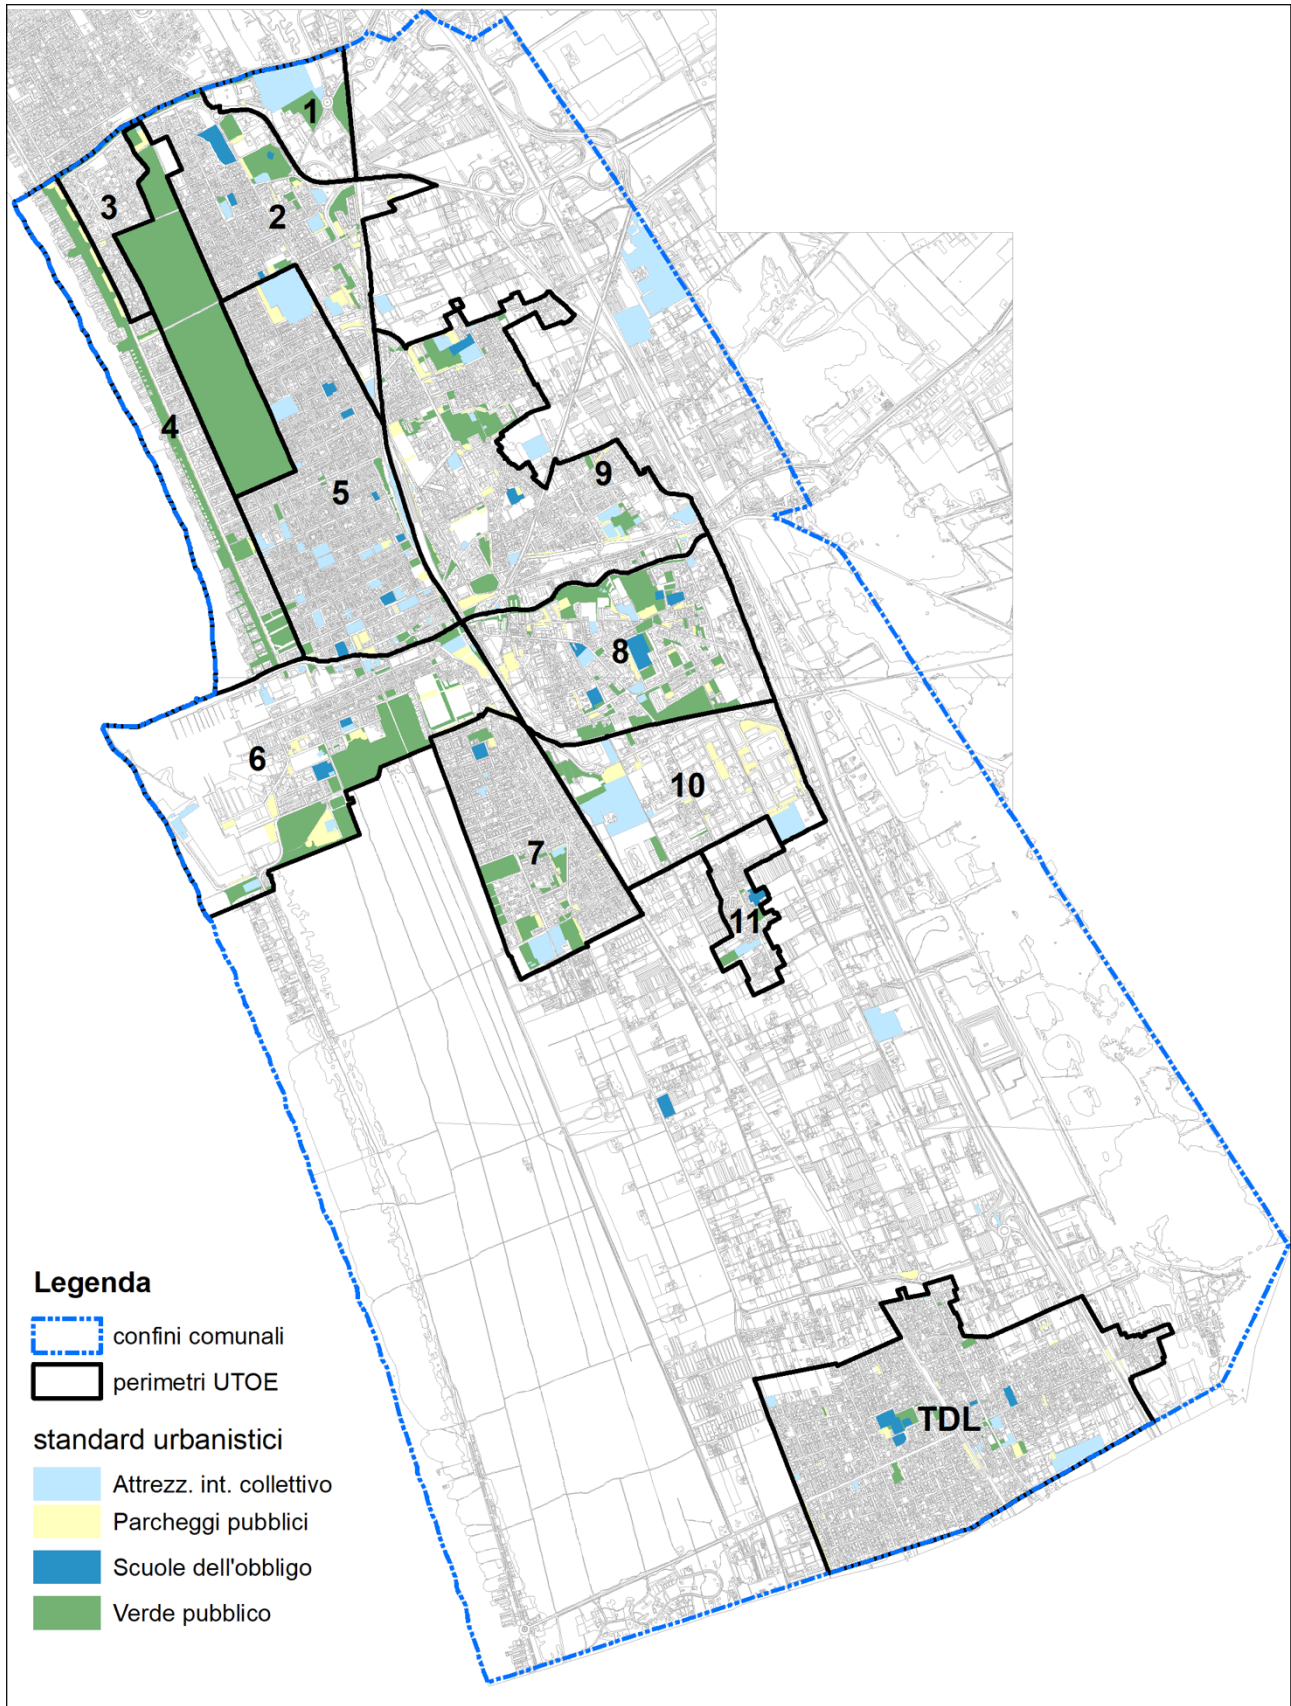 1
2
3
4
5
9
8
6
10
7
11
TDL
Legenda
confini comunali
perimetri UTOE
standard urbanistici
Attrezz. int. collettivo
Parcheggi pubblici
Scuole dell'obbligo
Verde pubblico